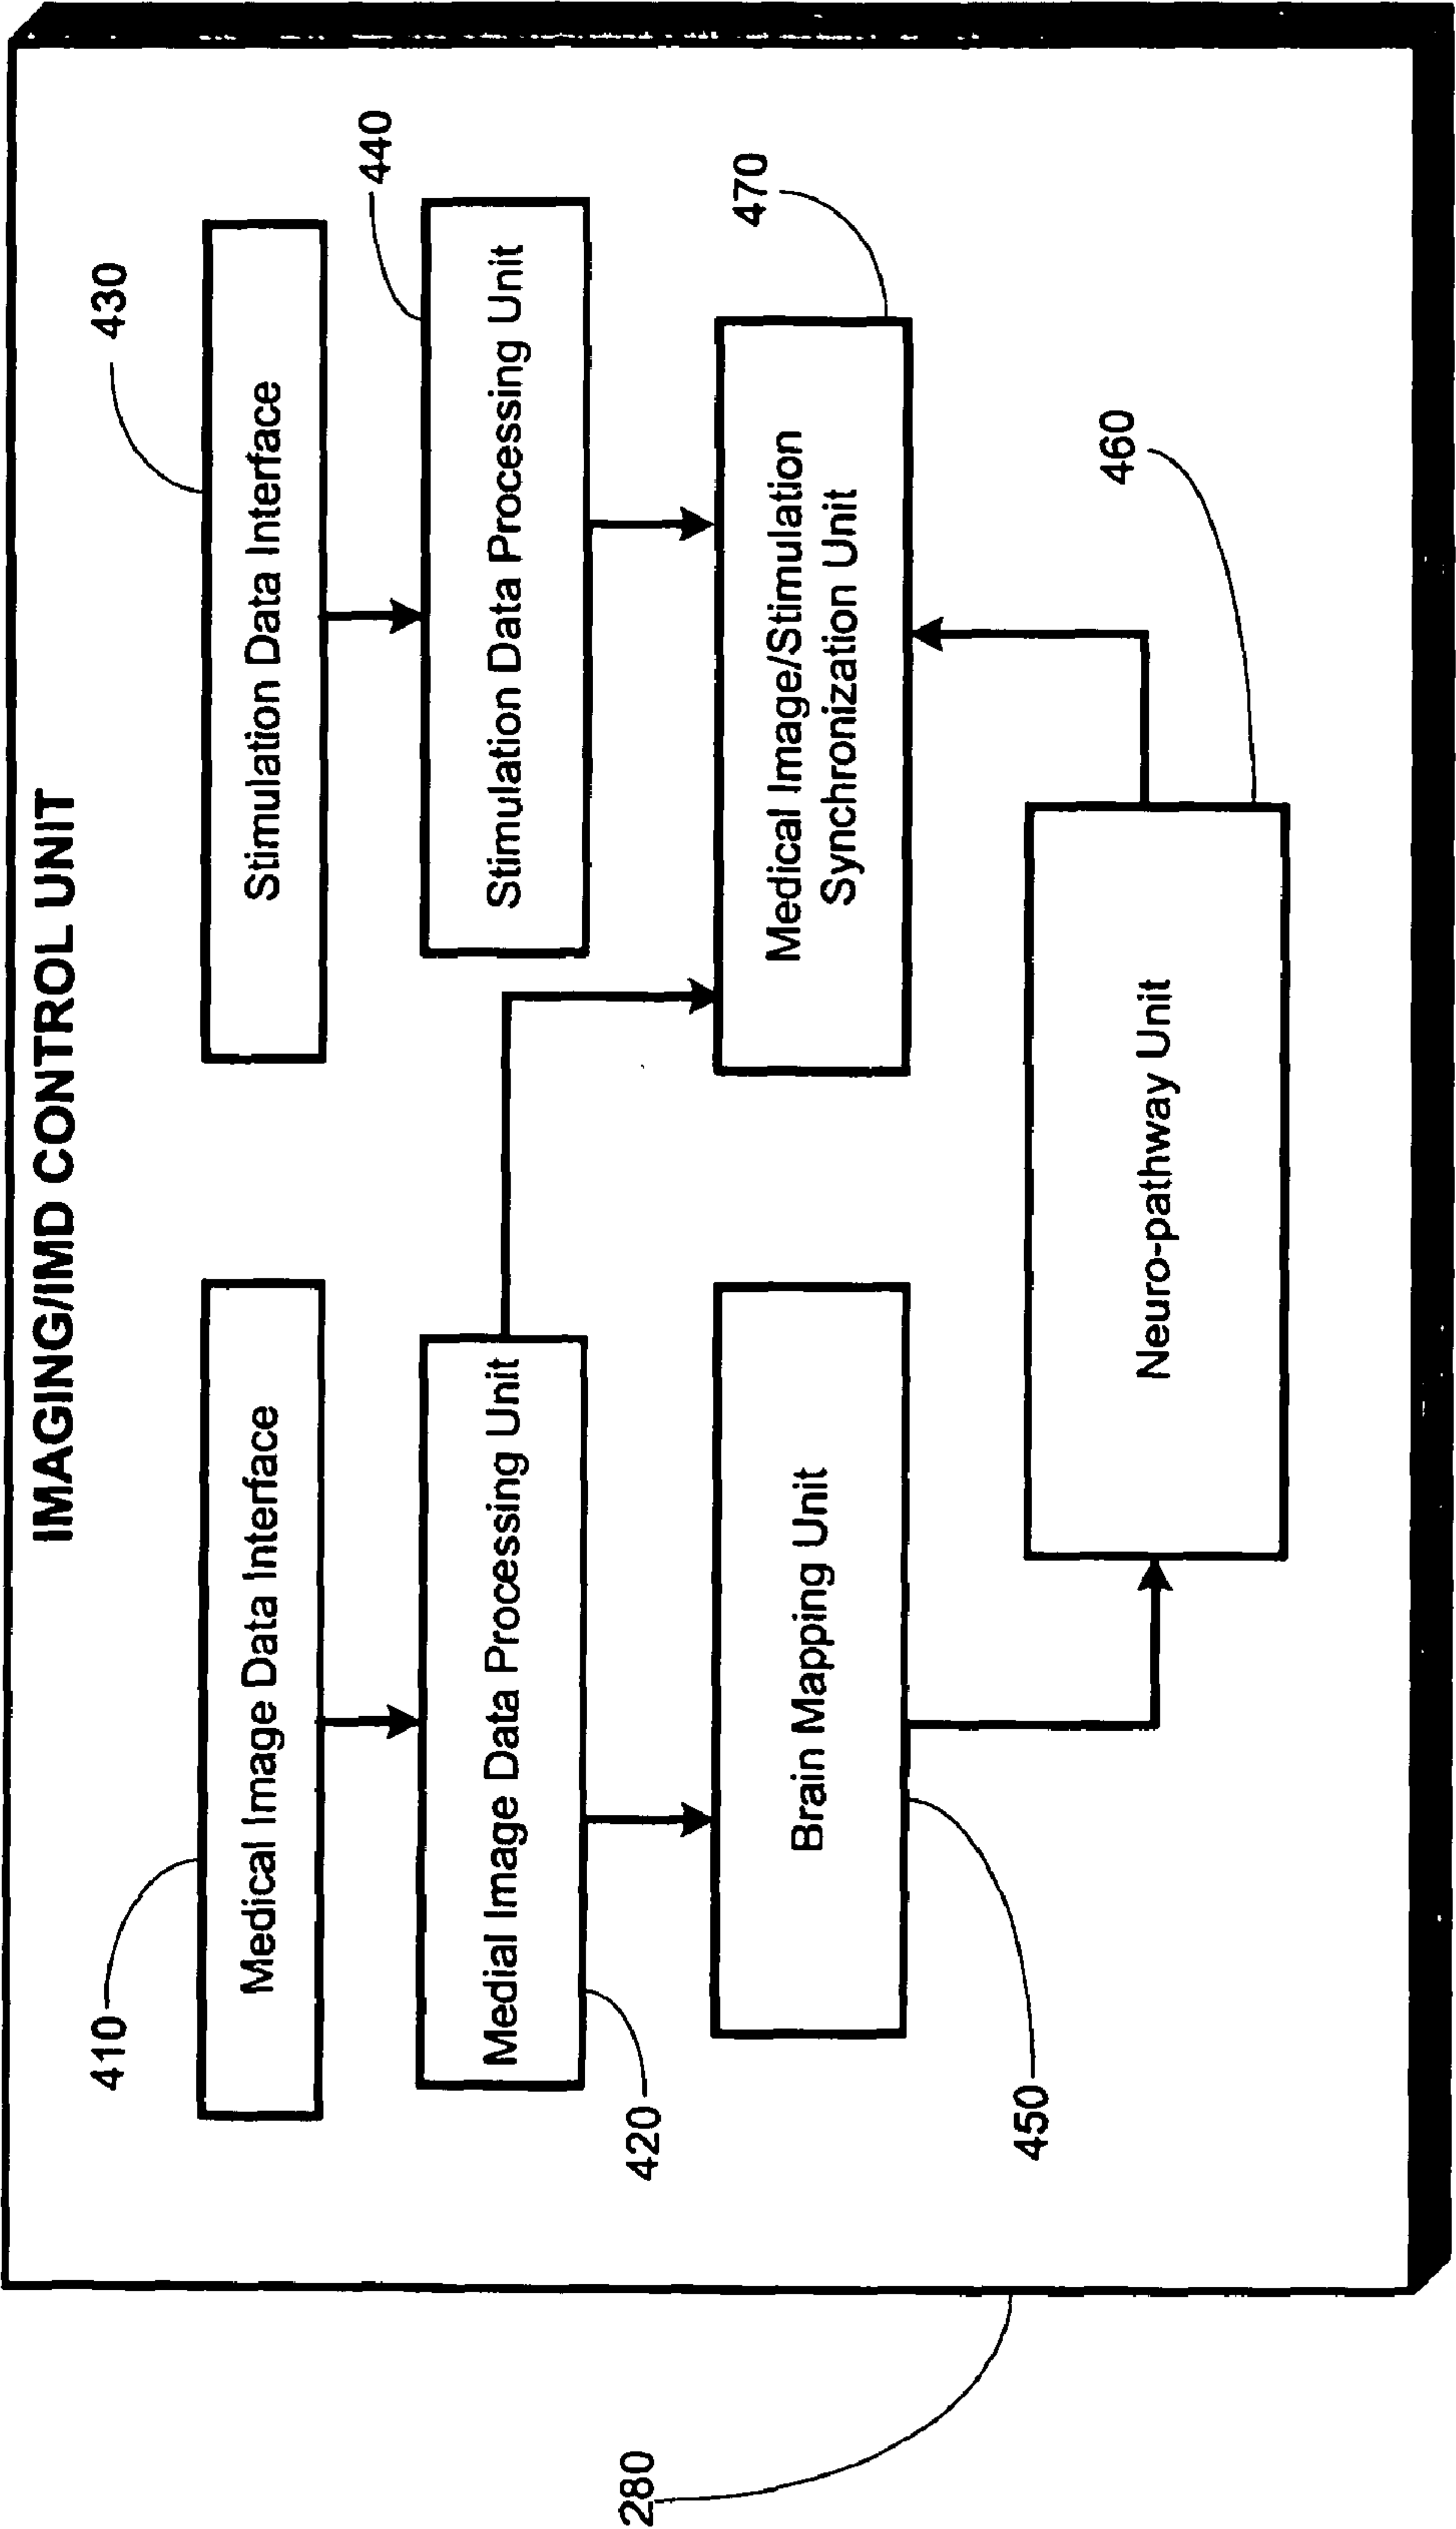 IMAGING/IMD CONTROL UNIT
410
430
Medical Image Data Interface
Stimulation Data Interface
440
Medial Image Data Processing Unit
Stimulation Data Processing Unit
420
470
Brain Mapping Unit
Medical Image/Stimulation
Synchronization Unit
450
460
Neuro-pathway Unit
280